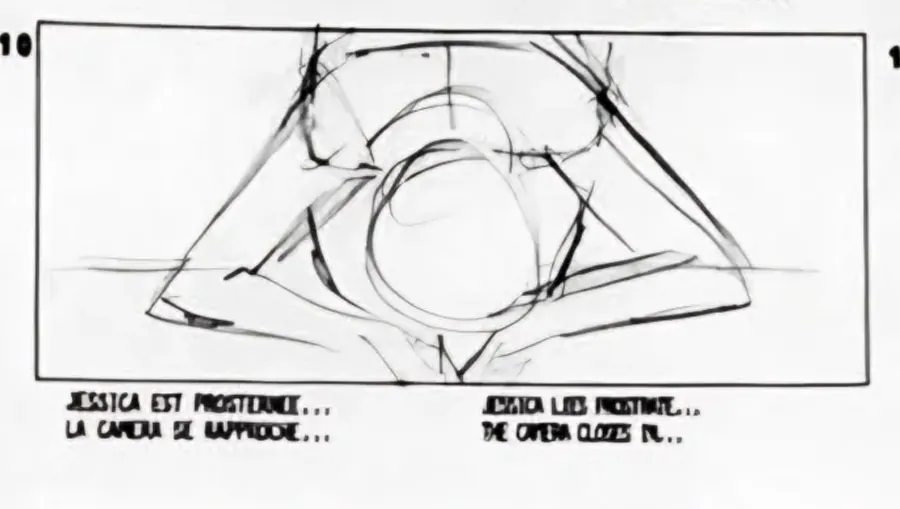 10
JESSICA EST PROSTERNEE...
LA CAMERA SE RAPPROCHE...
JESSICA LIES PROSTRATE...
THE CAMERA CLOSES IN...